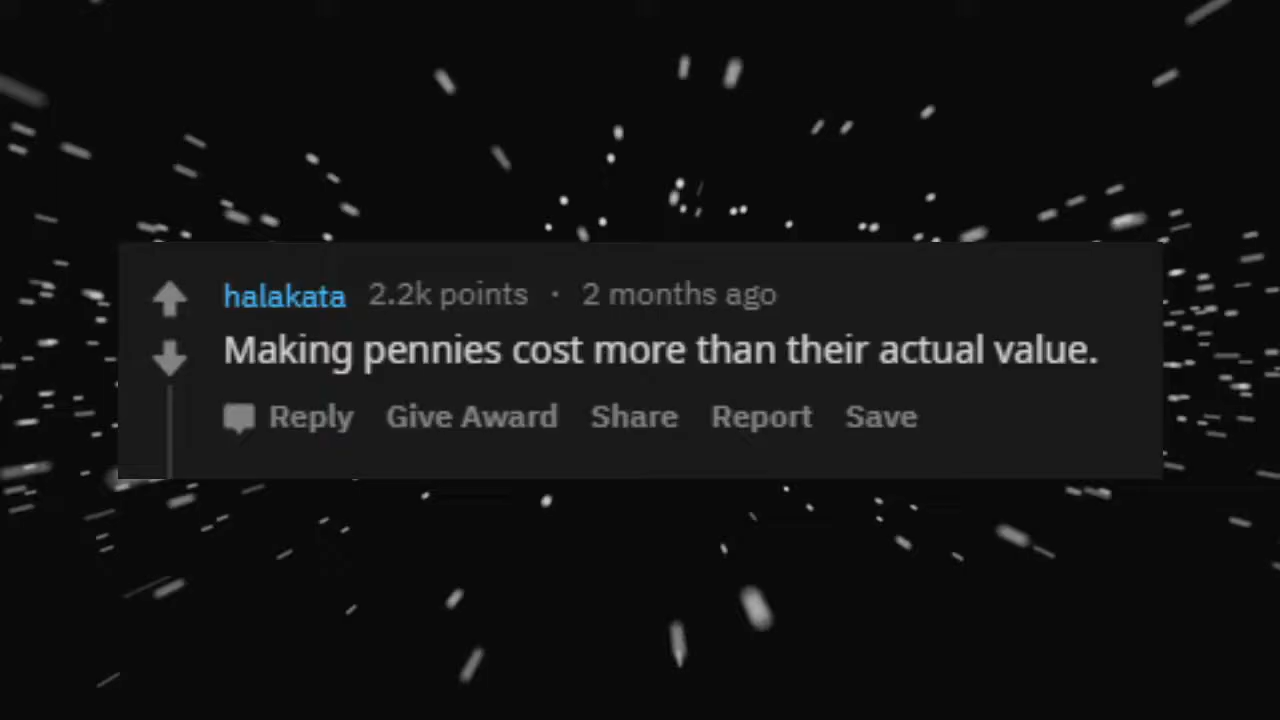 halakata 2.2k points · 2 months ago
Making pennies cost more than their actual value.
Reply Give Award Share Report Save